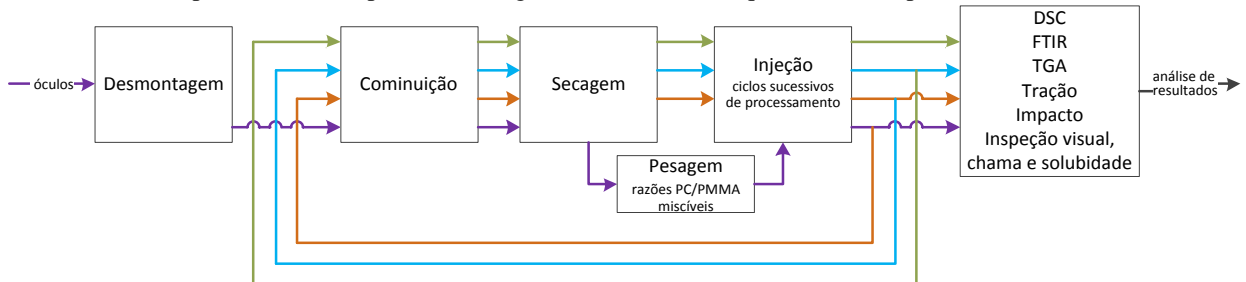 óculos
Desmontagem
Cominuição
Secagem
Pesagem
razões PC/PMMA
miscíveis
Injeção
ciclos sucessivos
de processamento
DSC
FTIR
TGA
Tração
Impacto
Inspeção visual,
chama e solubidade
análise de
resultados